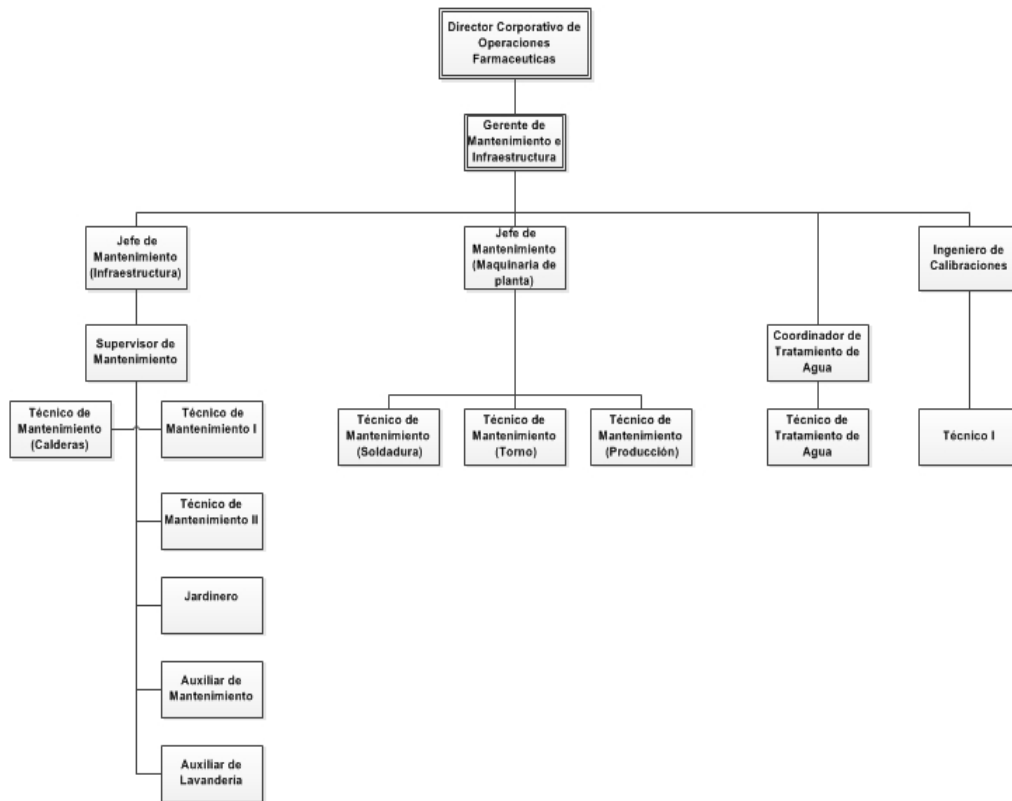 Director Corporativo de
Operaciones
Farmaceuticas
Gerente de
Mantenimiento e
Infraestructura
Jefe de
Mantenimiento
(Infraestructura)
Jefe de
Mantenimiento
(Maquinaria de
planta)
Ingeniero de
Calibraciones
Supervisor de
Mantenimiento
Coordinador de
Tratamiento de
Agua
Técnico de
Mantenimiento
(Calderas)
Técnico de
Mantenimiento I
Técnico de
Mantenimiento
(Soldadura)
Técnico de
Mantenimiento
(Torno)
Técnico de
Mantenimiento
(Producción)
Técnico de
Tratamiento de
Agua
Técnico I
Técnico de
Mantenimiento II
Jardinero
Auxiliar de
Mantenimiento
Auxiliar de
Lavandería